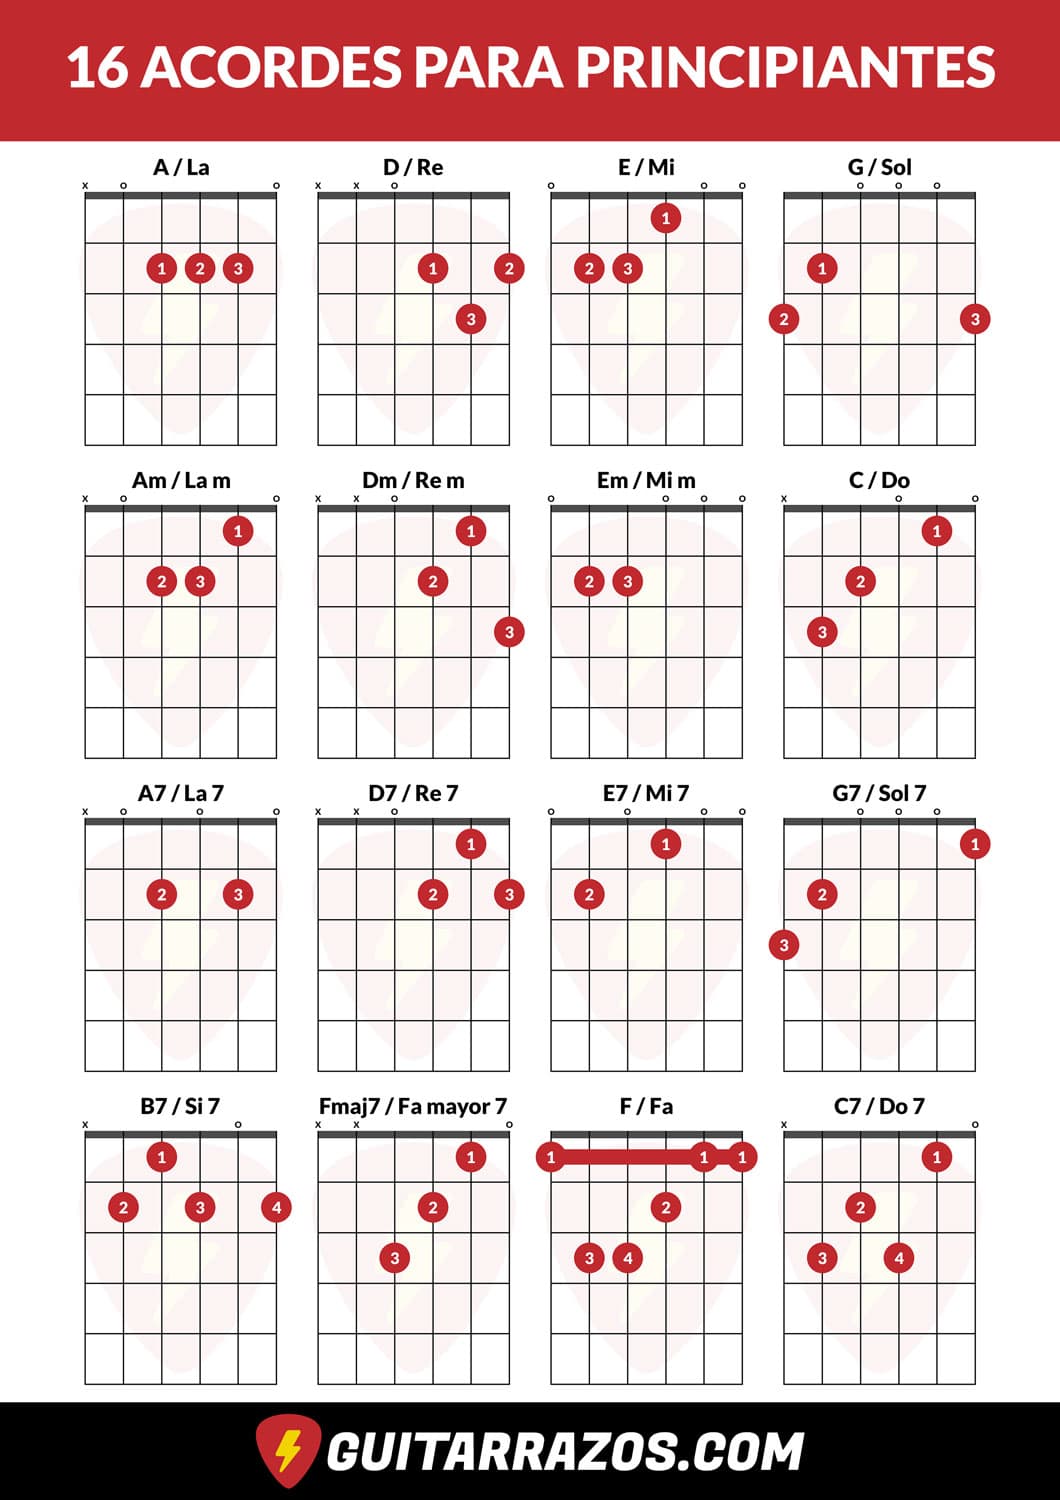 16 ACORDES PARA PRINCIPIANTES
A / La
D / Re
E / Mi
G / Sol
x o o
x x o
o o o
o o o
1
1 2 3
1 2
2 3
1
3
2 3
Am / La m
Dm / Re m
Em / Mi m
C / Do
x o o
x x o
o o o o
x o o
1
1
1
2 3
2
2 3
2
3
3
A7 / La 7
D7 / Re 7
E7 / Mi 7
G7 / Sol 7
x o o o
x x o
o o o o
o o o
1
1
1
2 3
2 3
2
2
3
B7 / Si 7
Fmaj7 / Fa mayor 7
F / Fa
C7 / Do 7
x o
x x o
x o
1
1
1 1 1
1
2 3 4
2
2
2
3
3 4
3 4
GUITARRAZOS.COM